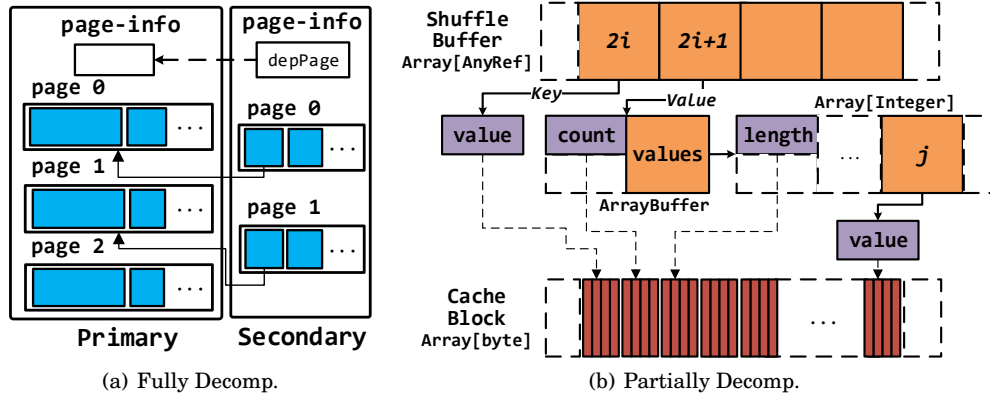 page-info
page-info
depPage
page 0
page 0
page 1
page 1
page 2
Primary
Secondary
(a) Fully Decomp.
Shuffle
Buffer
Array[AnyRef]
2i
2i+1
Key
Value
Array[Integer]
value
count
values
length
...
j
ArrayBuffer
value
Cache
Block
Array[byte]
...
(b) Partially Decomp.